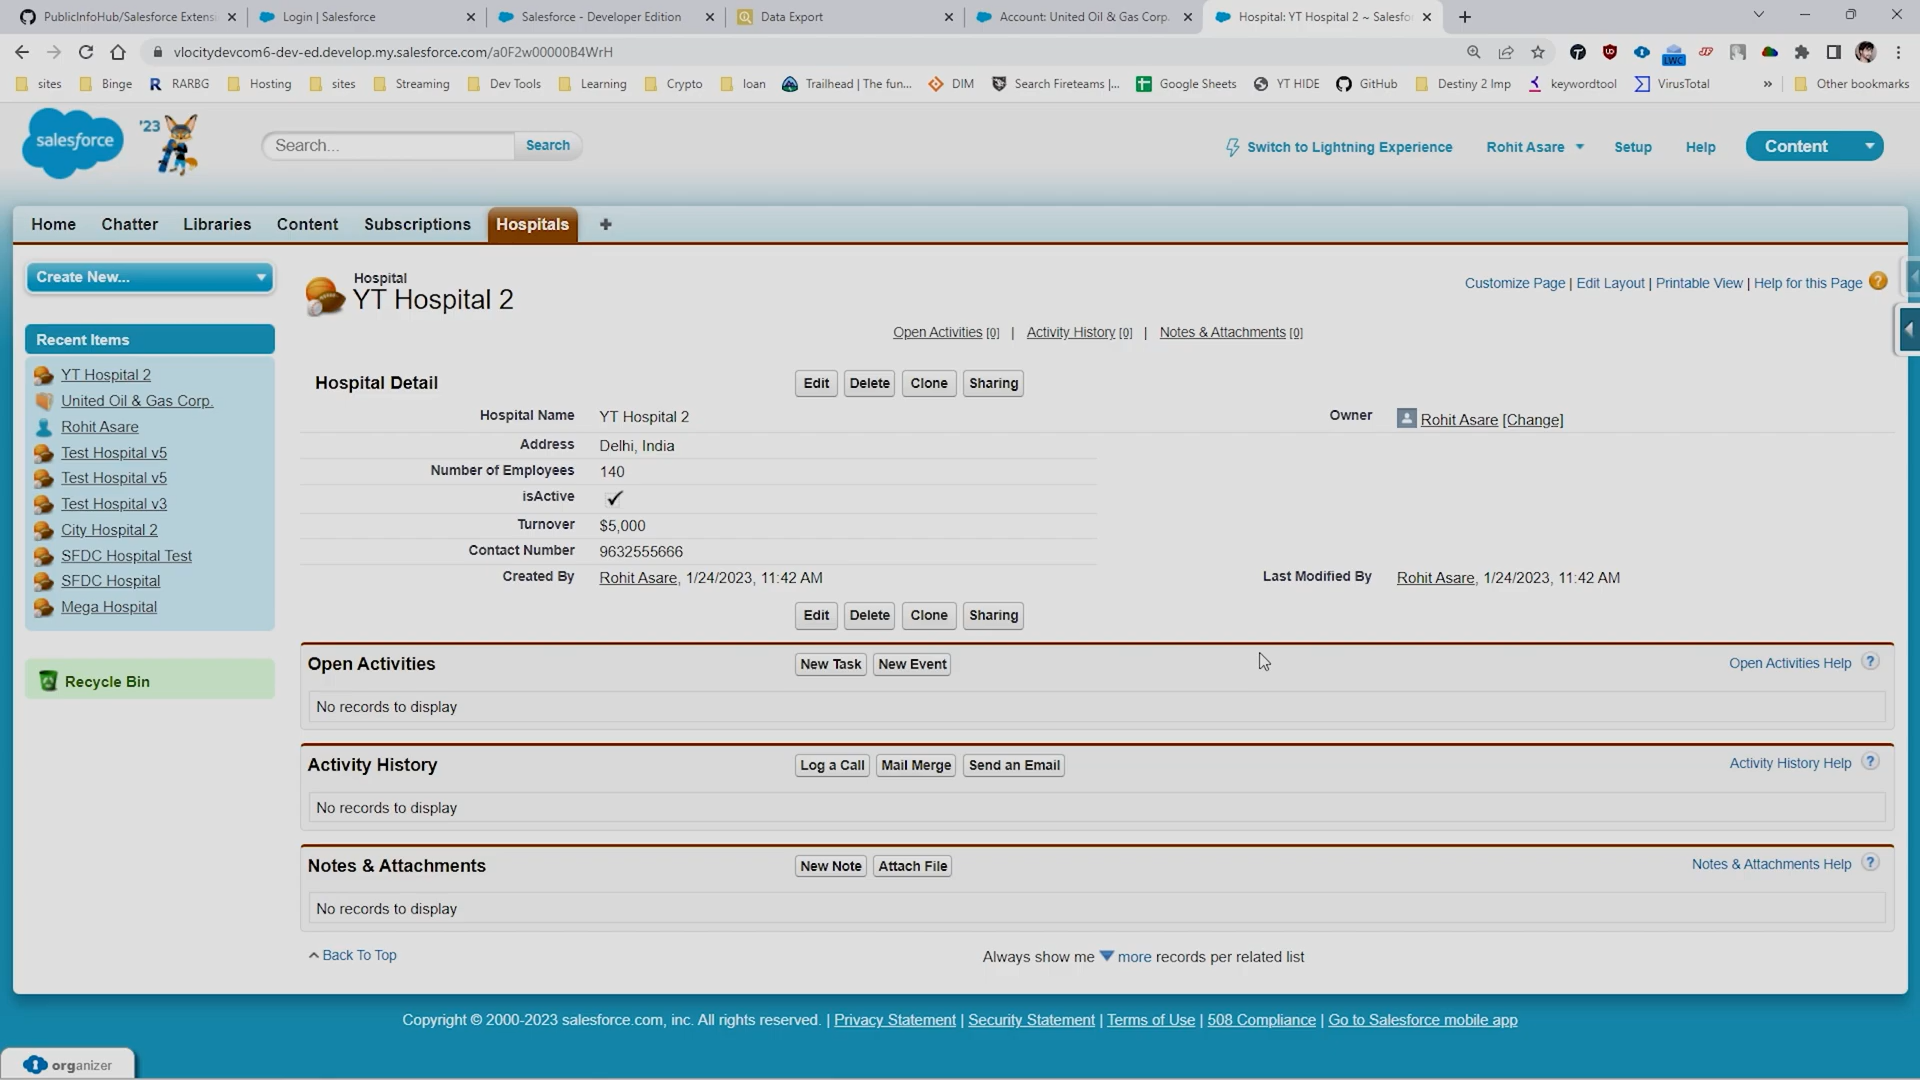 PublicInfoHub/Salesforce Extens
Login | Salesforce
Salesforce - Developer Edition
Data Export
Account: United Oil & Gas Corp.
Hospital: YT Hospital 2 ~ Salesfo
vlocitydevcom6-dev-ed.develop.my.salesforce.com/a0F2w00000B4WrH
LWC
sites
Binge
RARBG
Hosting
sites
Streaming
Dev Tools
Learning
Crypto
loan
Trailhead | The fun...
DIM
Search Fireteams |...
Google Sheets
YT HIDE
GitHub
Destiny 2 Imp
keywordtool
VirusTotal
»
Other bookmarks
salesforce
'23
Search...
Search
Switch to Lightning Experience
Rohit Asare
Setup
Help
Content
Home
Chatter
Libraries
Content
Subscriptions
Hospitals
+
Create New...
Hospital
YT Hospital 2
Customize Page | Edit Layout | Printable View | Help for this Page
Open Activities [0] | Activity History [0] | Notes & Attachments [0]
Recent Items
YT Hospital 2
United Oil & Gas Corp.
Rohit Asare
Test Hospital v5
Test Hospital v5
Test Hospital v3
City Hospital 2
SFDC Hospital Test
SFDC Hospital
Mega Hospital
Recycle Bin
Hospital Detail
Edit
Delete
Clone
Sharing
Hospital Name YT Hospital 2
Owner Rohit Asare [Change]
Address Delhi, India
Number of Employees 140
isActive
Turnover $5,000
Contact Number 9632555666
Created By Rohit Asare, 1/24/2023, 11:42 AM
Last Modified By Rohit Asare, 1/24/2023, 11:42 AM
Edit
Delete
Clone
Sharing
Open Activities
New Task
New Event
Open Activities Help ?
No records to display
Activity History
Log a Call
Mail Merge
Send an Email
Activity History Help ?
No records to display
Notes & Attachments
New Note
Attach File
Notes & Attachments Help ?
No records to display
Back To Top
Always show me more records per related list
Copyright © 2000-2023 salesforce.com, inc. All rights reserved. | Privacy Statement | Security Statement | Terms of Use | 508 Compliance | Go to Salesforce mobile app
organizer